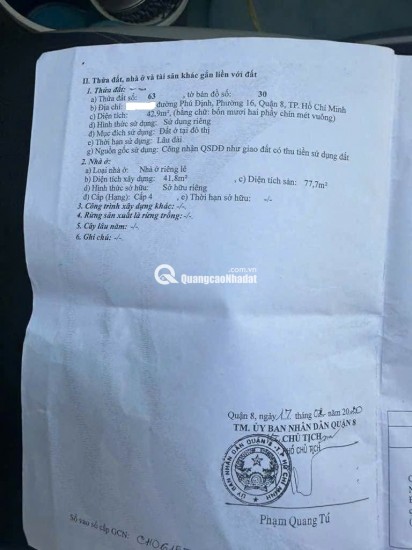 II. Thửa đất, nhà ở và tài sản khác gắn liền với đất
1. Thửa đất:
a) Thửa đất số: 63 , tờ bản đồ số: 30
b) Địa chỉ: đường Phú Định, Phường 16, Quận 8, TP. Hồ Chí Minh
c) Diện tích: 42,9m², (bằng chữ: bốn mươi hai phẩy chín mét vuông)
d) Hình thức sử dụng: Sử dụng riêng
đ) Mục đích sử dụng: Đất ở tại đô thị
e) Thời hạn sử dụng: Lâu dài
g) Nguồn gốc sử dụng: Công nhận QSDĐ như giao đất có thu tiền sử dụng đất
2. Nhà ở:
a) Loại nhà ở: Nhà ở riêng lẻ
b) Diện tích xây dựng: 41,8m² , c) Diện tích sàn: 77,7m²
d) Hình thức sở hữu: Sở hữu riêng
đ) Cấp (Hạng): Cấp 4 , e) Thời hạn sở hữu: -/-
3. Công trình xây dựng khác: -/-
4. Rừng sản xuất là rừng trồng: -/-
5. Cây lâu năm: -/-
6. Ghi chú: -/-
.com.vn
QuangcaoNhadat
Quận 8, ngày 17 tháng năm 2020
TM. ỦY BAN NHÂN DÂN QUẬN 8
CHỦ TỊCH
PHÓ CHỦ TỊCH
Phạm Quang Tú
Số vào sổ cấp GCN: